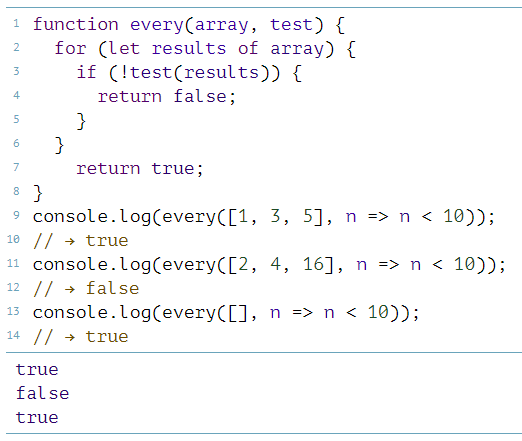 1 function every(array, test) {
2   for (let results of array) {
3     if (!test(results)) {
4       return false;
5     }
6   }
7     return true;
8 }
9 console.log(every([1, 3, 5], n => n < 10));
10 // → true
11 console.log(every([2, 4, 16], n => n < 10));
12 // → false
13 console.log(every([], n => n < 10));
14 // → true
true
false
true